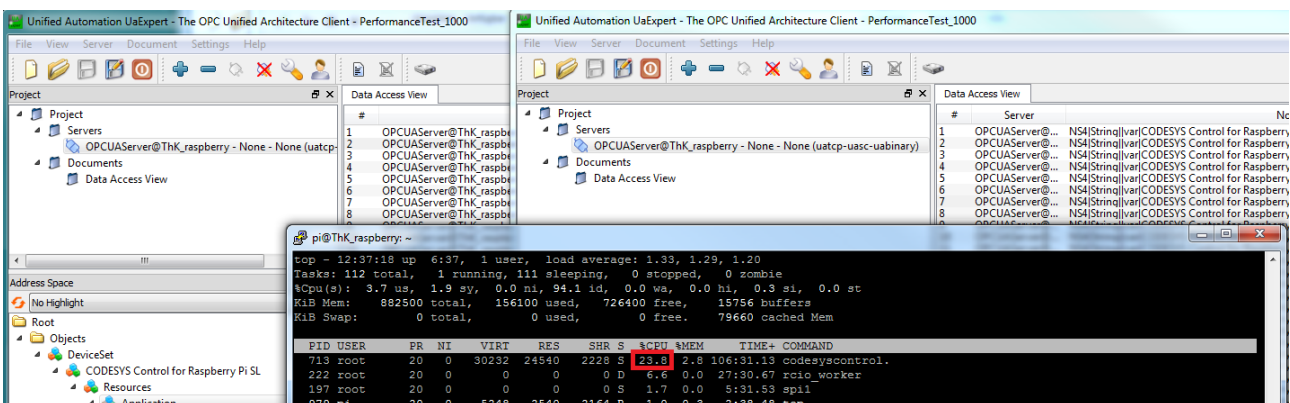 Unified Automation UaExpert - The OPC Unified Architecture Client - PerformanceTest_1000
File View Server Document Settings Help
Project
Project
Servers
OPCUAServer@ThK_raspberry - None - None (uatcp-
Documents
Data Access View
Data Access View
#
1 OPCUAServer@ThK_raspbe
2 OPCUAServer@ThK_raspbe
3 OPCUAServer@ThK_raspbe
4 OPCUAServer@ThK_raspbe
5 OPCUAServer@ThK_raspbe
6 OPCUAServer@ThK_raspbe
7 OPCUAServer@ThK_raspbe
8 OPCUAServer@ThK_raspbe
Unified Automation UaExpert - The OPC Unified Architecture Client - PerformanceTest_1000
File View Server Document Settings Help
Project
Project
Servers
OPCUAServer@ThK_raspberry - None - None (uatcp-uasc-uabinary)
Documents
Data Access View
Data Access View
# Server No
1 OPCUAServer@... NS4|String||var|CODESYS Control for Raspberry
2 OPCUAServer@... NS4|String||var|CODESYS Control for Raspberry
3 OPCUAServer@... NS4|String||var|CODESYS Control for Raspberry
4 OPCUAServer@... NS4|String||var|CODESYS Control for Raspberry
5 OPCUAServer@... NS4|String||var|CODESYS Control for Raspberry
6 OPCUAServer@... NS4|String||var|CODESYS Control for Raspberry
7 OPCUAServer@... NS4|String||var|CODESYS Control for Raspberry
8 OPCUAServer@... NS4|String||var|CODESYS Control for Raspberry
Address Space
No Highlight
Root
Objects
DeviceSet
CODESYS Control for Raspberry Pi SL
Resources
Application
pi@ThK_raspberry: ~
top - 12:37:18 up 6:37, 1 user, load average: 1.33, 1.29, 1.20
Tasks: 112 total, 1 running, 111 sleeping, 0 stopped, 0 zombie
%Cpu(s): 3.7 us, 1.9 sy, 0.0 ni, 94.1 id, 0.0 wa, 0.0 hi, 0.3 si, 0.0 st
KiB Mem: 882500 total, 156100 used, 726400 free, 15756 buffers
KiB Swap: 0 total, 0 used, 0 free. 79660 cached Mem
PID USER PR NI VIRT RES SHR S %CPU %MEM TIME+ COMMAND
713 root 20 0 30232 24540 2228 S 23.8 2.8 106:31.13 codesyscontrol.
222 root 20 0 0 0 0 D 6.6 0.0 27:30.67 rcio_worker
197 root 20 0 0 0 0 S 1.7 0.0 5:31.53 spi1